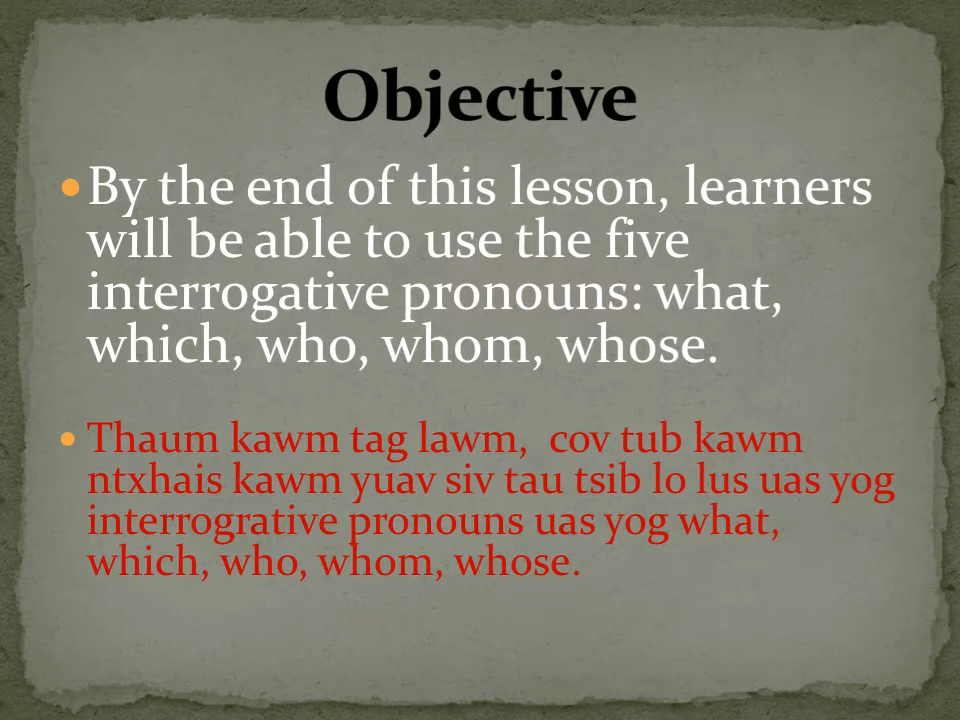 Objective
By the end of this lesson, learners
will be able to use the five
interrogative pronouns: what,
which, who, whom, whose.
Thaum kawm tag lawm, cov tub kawm
ntxhais kawm yuav siv tau tsib lo lus uas yog
interrogrative pronouns uas yog what,
which, who, whom, whose.